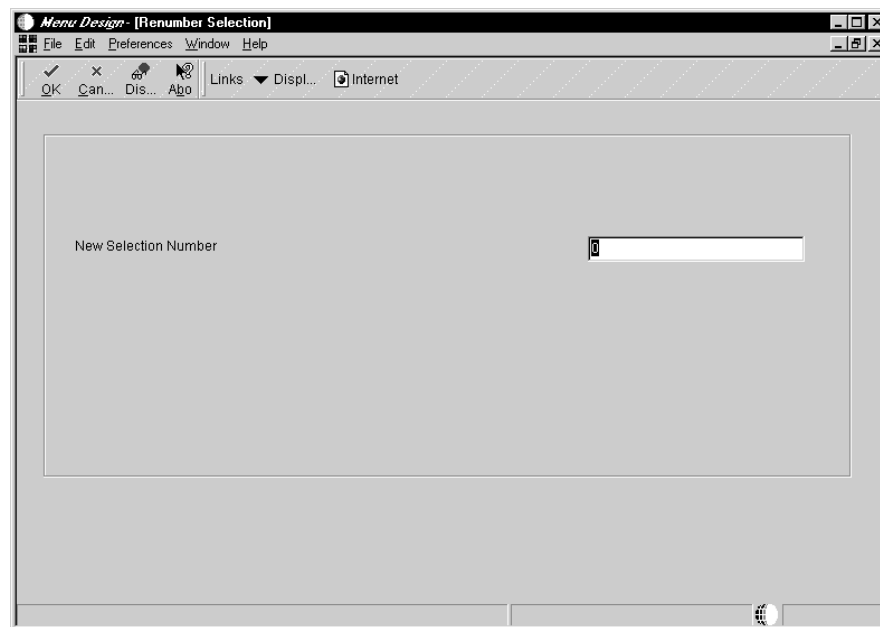 Menu Design - [Renumber Selection]
File Edit Preferences Window Help
OK Can... Dis... Abo Links Displ... Internet
New Selection Number
0